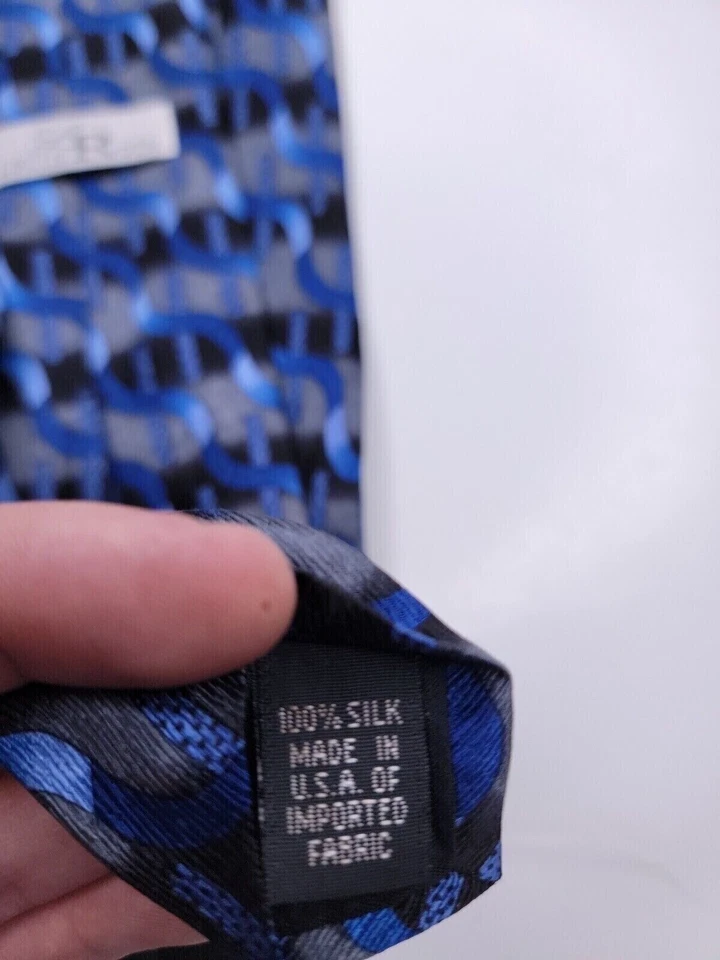 100% SILK
MADE IN
U.S.A. OF
IMPORTED
FABRIC